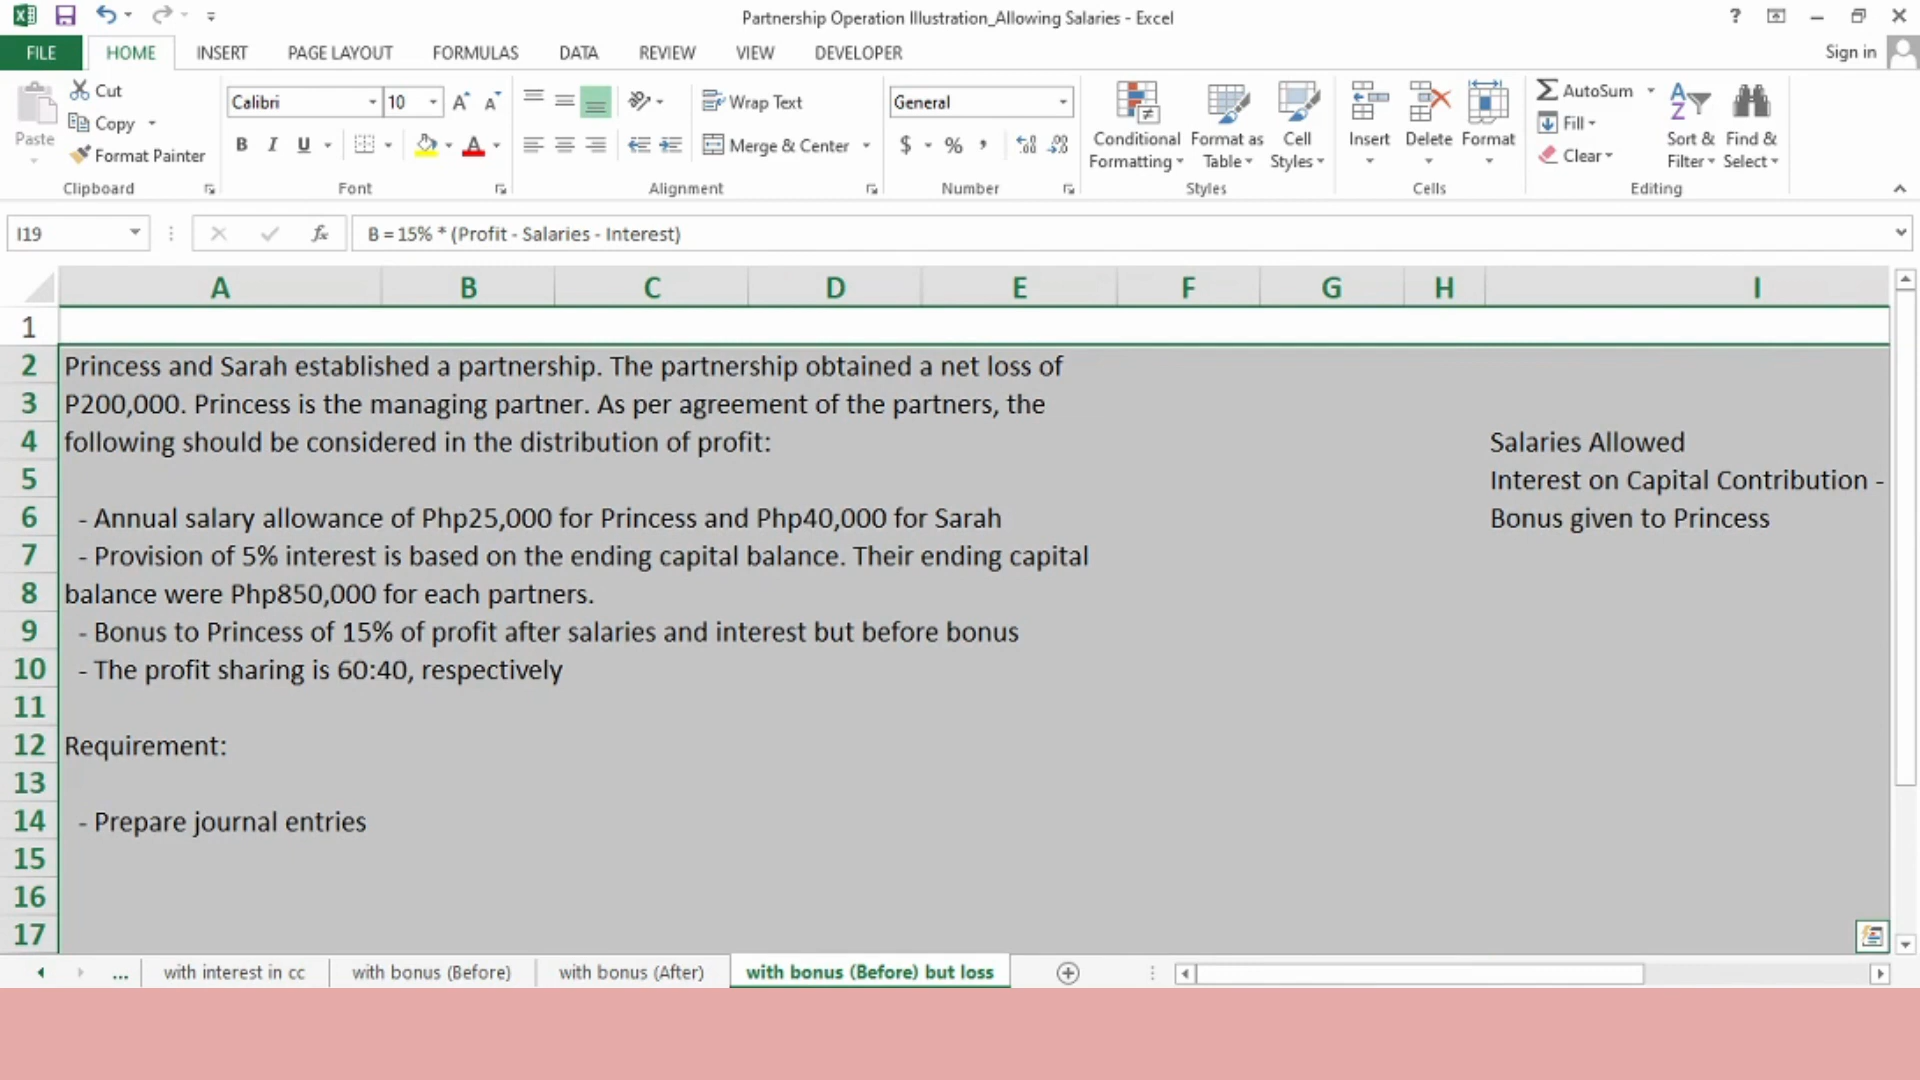 Partnership Operation Illustration_Allowing Salaries - Excel
FILE HOME INSERT PAGE LAYOUT FORMULAS DATA REVIEW VIEW DEVELOPER Sign in
Paste Cut Copy Format Painter Clipboard
Calibri 10 B I U Font
Wrap Text Merge & Center Alignment
General $ % , Number
Conditional Formatting Format as Table Cell Styles Styles
Insert Delete Format Cells
AutoSum Fill Clear Sort & Filter Find & Select Editing
I19 fx B = 15% * (Profit - Salaries - Interest)
A B C D E F G H I
1
2 Princess and Sarah established a partnership. The partnership obtained a net loss of
3 P200,000. Princess is the managing partner. As per agreement of the partners, the
4 following should be considered in the distribution of profit: Salaries Allowed
5 Interest on Capital Contribution -
6 - Annual salary allowance of Php25,000 for Princess and Php40,000 for Sarah Bonus given to Princess
7 - Provision of 5% interest is based on the ending capital balance. Their ending capital
8 balance were Php850,000 for each partners.
9 - Bonus to Princess of 15% of profit after salaries and interest but before bonus
10 - The profit sharing is 60:40, respectively
11
12 Requirement:
13
14 - Prepare journal entries
15
16
17
... with interest in cc with bonus (Before) with bonus (After) with bonus (Before) but loss